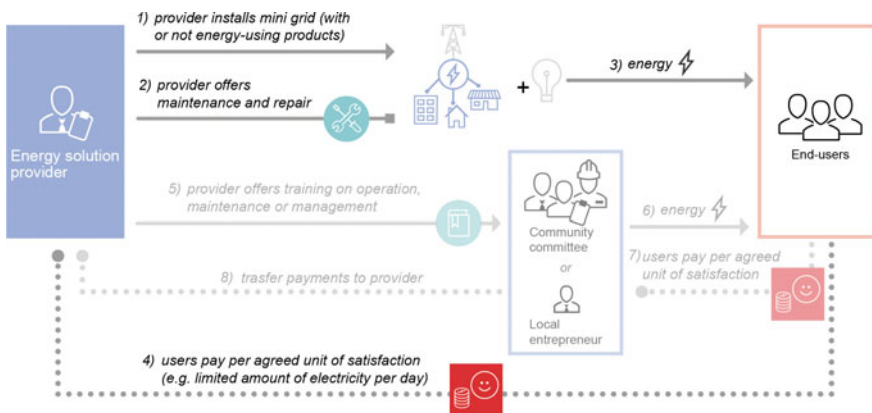 1) provider installs mini grid (with
or not energy-using products)
2) provider offers
maintenance and repair
+
3) energy
Energy solution
provider
End-users
5) provider offers training on operation,
maintenance or management
6) energy
Community
committee
or
Local
entrepreneur
7) users pay per agreed
unit of satisfaction
8) trasfer payments to provider
4) users pay per agreed unit of satisfaction
(e.g. limited amount of electricity per day)